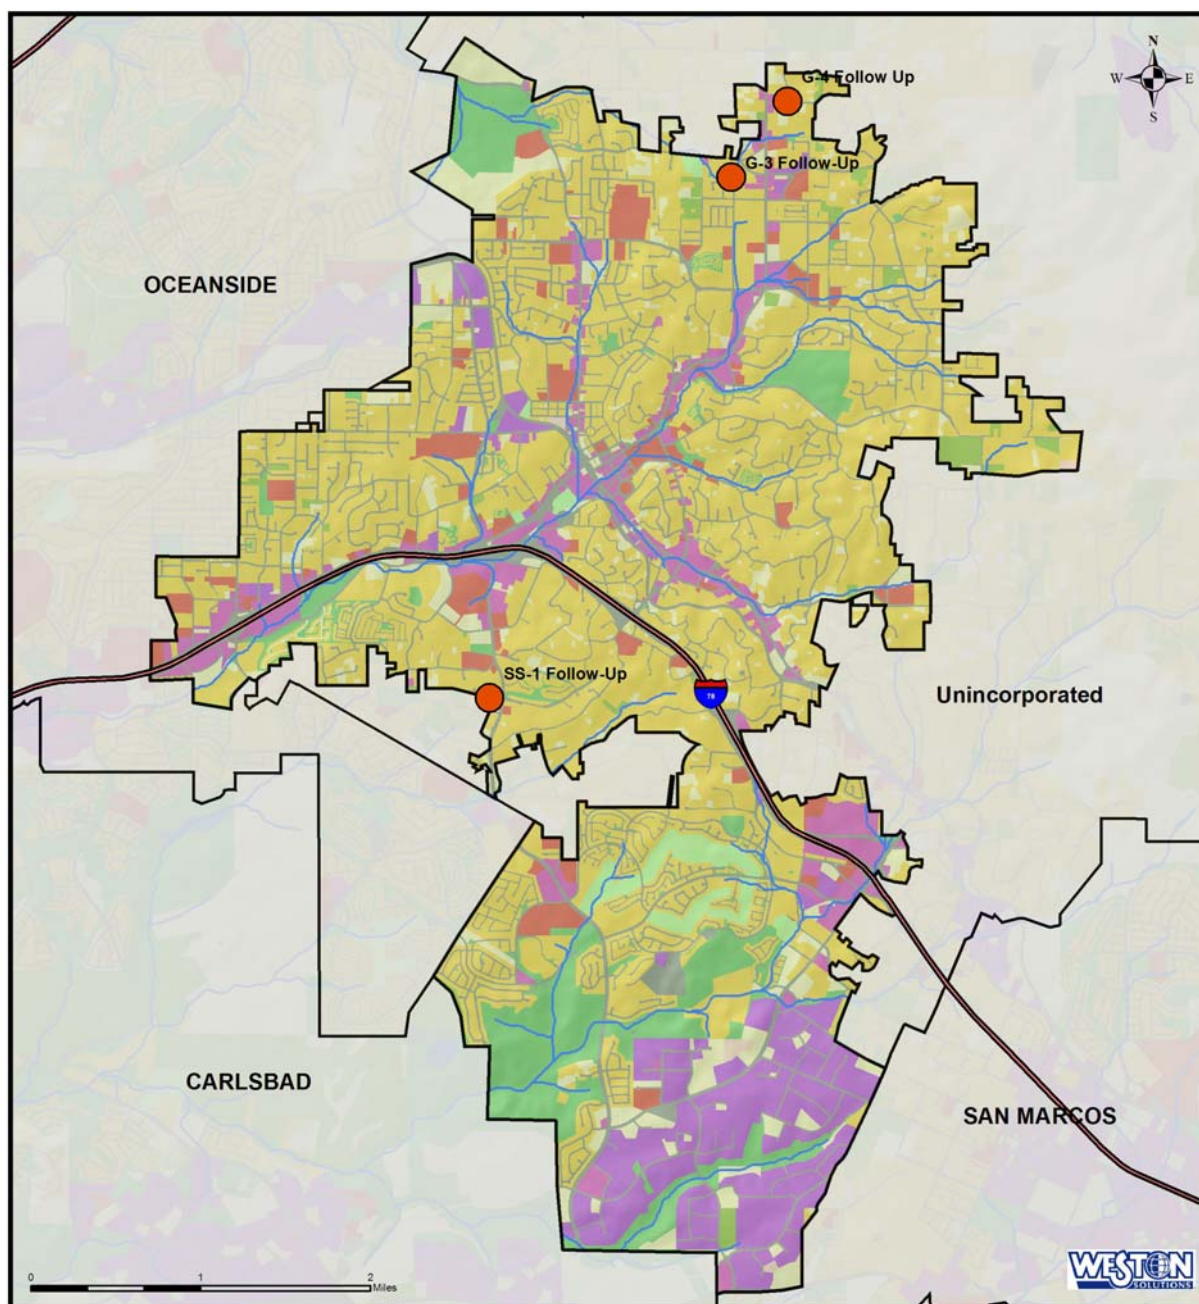 N
G-4 Follow Up
W
E
S
G-3 Follow-Up
OCEANSIDE
SS-1 Follow-Up
78
Unincorporated
CARLSBAD
SAN MARCOS
WESTON
SOLUTIONS
0
1
2
Miles